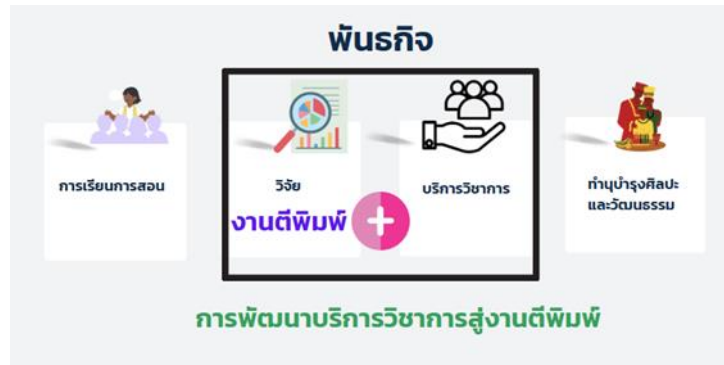 พันธกิจ
การเรียนการสอน
วิจัย
งานตีพิมพ์
บริการวิชาการ
ทำนุบำรุงศิลปะ
และวัฒนธรรม
การพัฒนาบริการวิชาการสู่งานตีพิมพ์